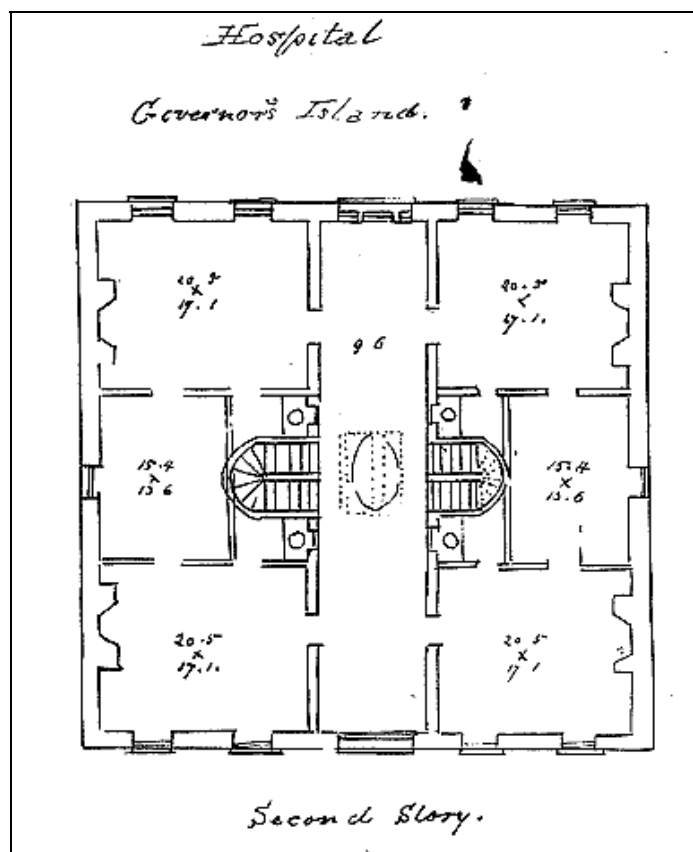 Hospital
Governor's Island.
20.5
x
17.1
20.5
x
17.1.
9 6
15.4
x
13 6
15.4
x
13.6
20.5
x
17.1.
20.5
x
17 1
Second Story.